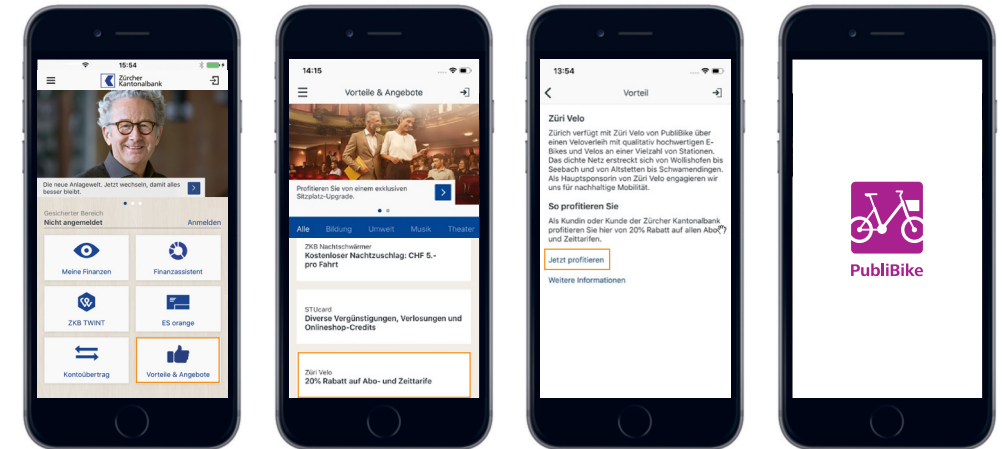 15:54
Zürcher
Kantonalbank
Die neue Anlagewelt. Jetzt wechseln, damit alles
besser bleibt.
Gesicherter Bereich
Nicht angemeldet
Anmelden
Meine Finanzen
Finanzassistent
ZKB TWINT
ES orange
Kontoübertrag
Vorteile & Angebote
14:15
Vorteile & Angebote
Profitieren Sie von einem exklusiven
Sitzplatz-Upgrade.
Alle Bildung Umwelt Musik Theater
ZKB Nachtschwärmer
Kostenloser Nachtzuschlag: CHF 5.-
pro Fahrt
STUcard
Diverse Vergünstigungen, Verlosungen und
Onlineshop-Credits
Züri Velo
20% Rabatt auf Abo- und Zeittarife
13:54
Vorteil
Züri Velo
Zürich verfügt mit Züri Velo von PubliBike über
einen Veloverleih mit qualitativ hochwertigen E-
Bikes und Velos an einer Vielzahl von Stationen.
Das dichte Netz erstreckt sich von Wollishofen bis
Seebach und von Altstetten bis Schwamendingen.
Als Hauptsponsorin von Züri Velo engagieren wir
uns für nachhaltige Mobilität.
So profitieren Sie
Als Kundin oder Kunde der Zürcher Kantonalbank
profitieren Sie hier von 20% Rabatt auf allen Abo-
und Zeittarifen.
Jetzt profitieren
Weitere Informationen
PubliBike